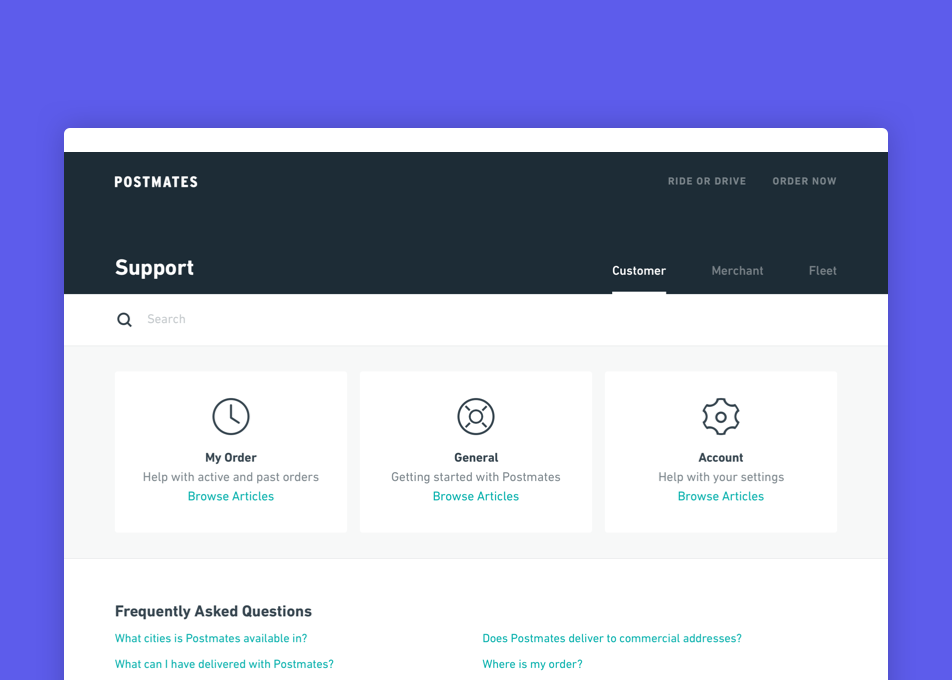 POSTMATES
RIDE OR DRIVE
ORDER NOW
Support
Customer
Merchant
Fleet
Search
My Order
Help with active and past orders
Browse Articles
General
Getting started with Postmates
Browse Articles
Account
Help with your settings
Browse Articles
Frequently Asked Questions
What cities is Postmates available in?
Does Postmates deliver to commercial addresses?
What can I have delivered with Postmates?
Where is my order?